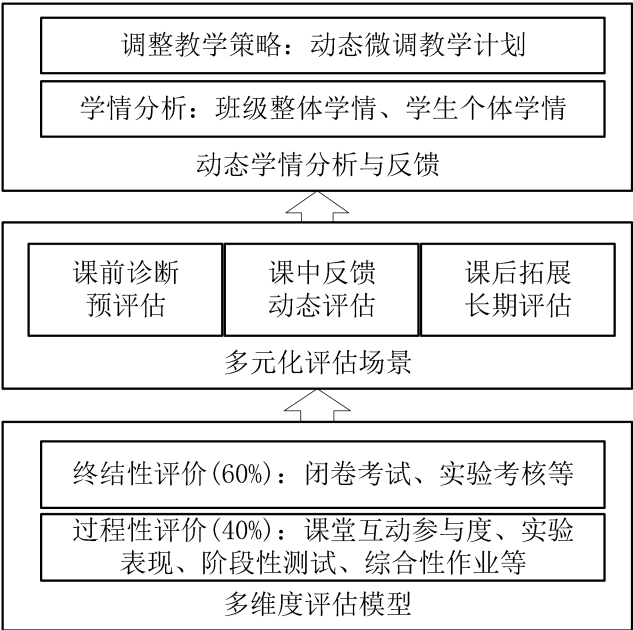 调整教学策略：动态微调教学计划
学情分析：班级整体学情、学生个体学情
动态学情分析与反馈
课前诊断
预评估
课中反馈
动态评估
课后拓展
长期评估
多元化评估场景
终结性评价(60%)：闭卷考试、实验考核等
过程性评价(40%)：课堂互动参与度、实验
表现、阶段性测试、综合性作业等
多维度评估模型